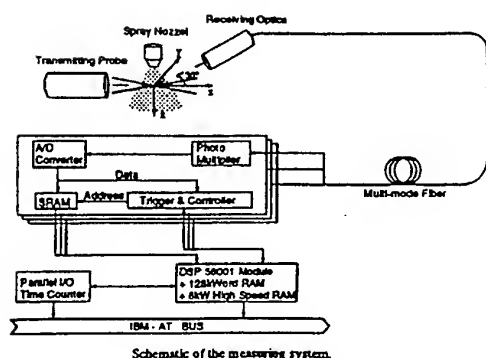 Receiving Optics
Spray Nozzel
Transmitting Probe
30°
A/D
Converter
Photo
Multiplier
Data
SRAM
Address
Trigger & Controller
Multi-mode Fiber
Parallel I/O
Time Counter
DSP 56001 Module
+ 128kWord RAM
+ 8kW High Speed RAM
IBM - AT BUS
Schematic of the measuring system.